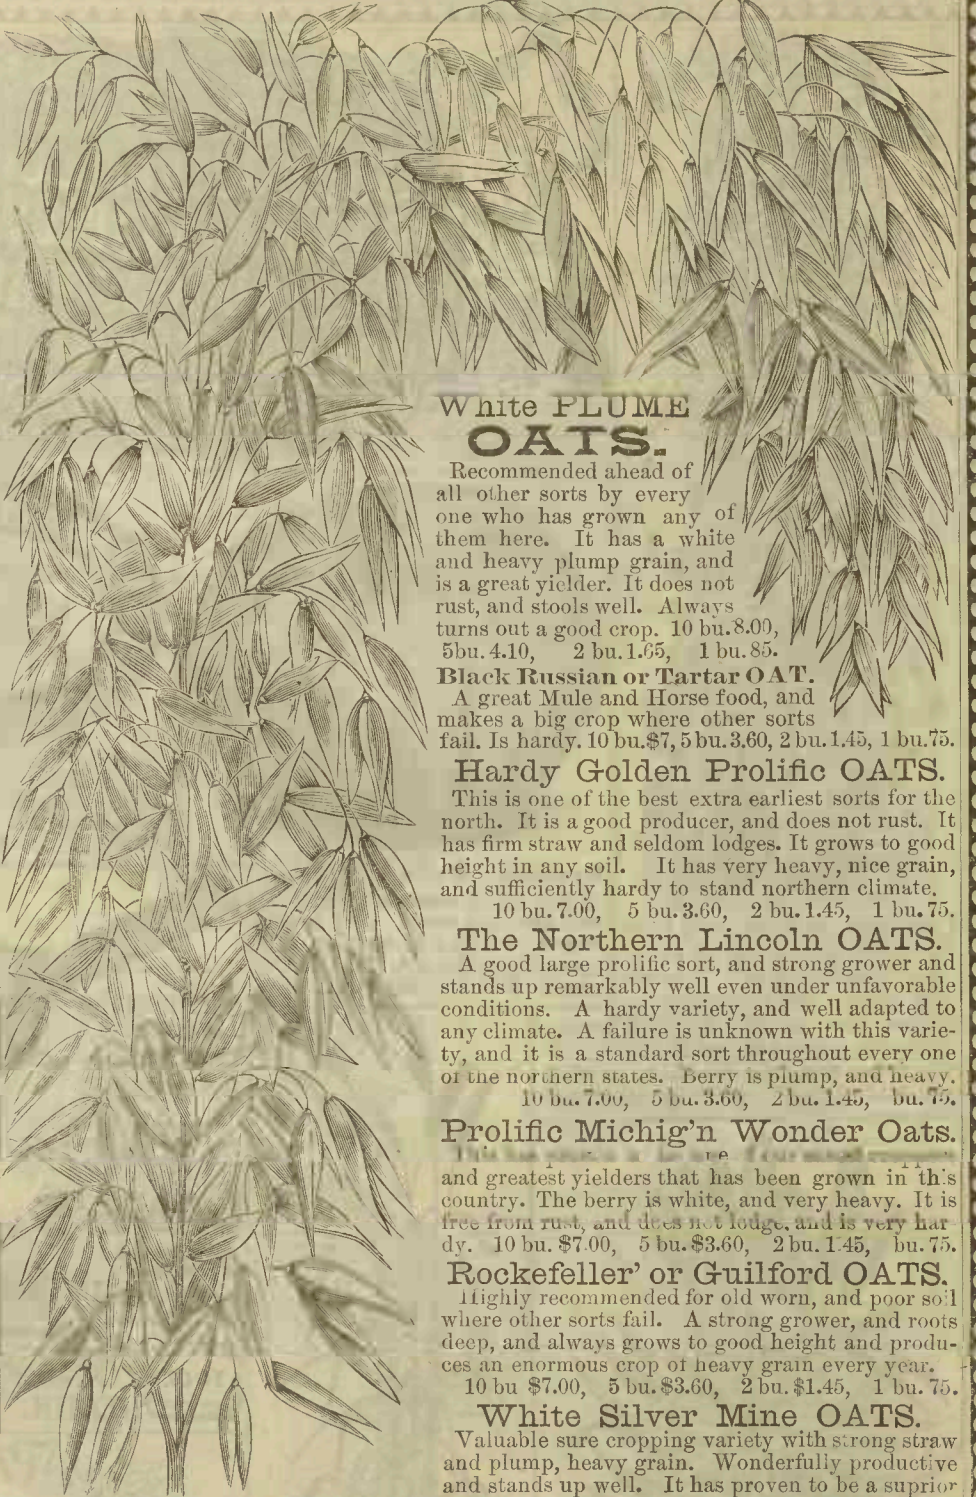 White PLUME
OATS.
Recommended ahead of
all other sorts by every
one who has grown any of
them here. It has a white
and heavy plump grain, and
is a great yielder. It does not
rust, and stools well. Always
turns out a good crop. 10 bu. 8.00,
5 bu. 4.10, 2 bu. 1.65, 1 bu. 85.
Black Russian or Tartar OAT.
A great Mule and Horse food, and
makes a big crop where other sorts
fail. Is hardy. 10 bu. $7, 5 bu. 3.60, 2 bu. 1.45, 1 bu. 75.
Hardy Golden Prolific OATS.
This is one of the best extra earliest sorts for the
north. It is a good producer, and does not rust. It
has firm straw and seldom lodges. It grows to good
height in any soil. It has very heavy, nice grain,
and sufficiently hardy to stand northern climate.
10 bu. 7.00, 5 bu. 3.60, 2 bu. 1.45, 1 bu. 75.
The Northern Lincoln OATS.
A good large prolific sort, and strong grower and
stands up remarkably well even under unfavorable
conditions. A hardy variety, and well adapted to
any climate. A failure is unknown with this varie-
ty, and it is a standard sort throughout every one
of the northern states. Berry is plump, and heavy.
10 bu. 7.00, 5 bu. 3.60, 2 bu. 1.45, bu. 75.
Prolific Michig'n Wonder Oats.
and greatest yielders that has been grown in this
country. The berry is white, and very heavy. It is
free from rust, and does not lodge, and is very har
dy. 10 bu. $7.00, 5 bu. $3.60, 2 bu. 1.45, bu. 75.
Rockefeller' or Guilford OATS.
Highly recommended for old worn, and poor soil
where other sorts fail. A strong grower, and roots
deep, and always grows to good height and produ-
ces an enormous crop of heavy grain every year.
10 bu $7.00, 5 bu. $3.60, 2 bu. $1.45, 1 bu. 75.
White Silver Mine OATS.
Valuable sure cropping variety with strong straw
and plump, heavy grain. Wonderfully productive
and stands up well. It has proven to be a suprior